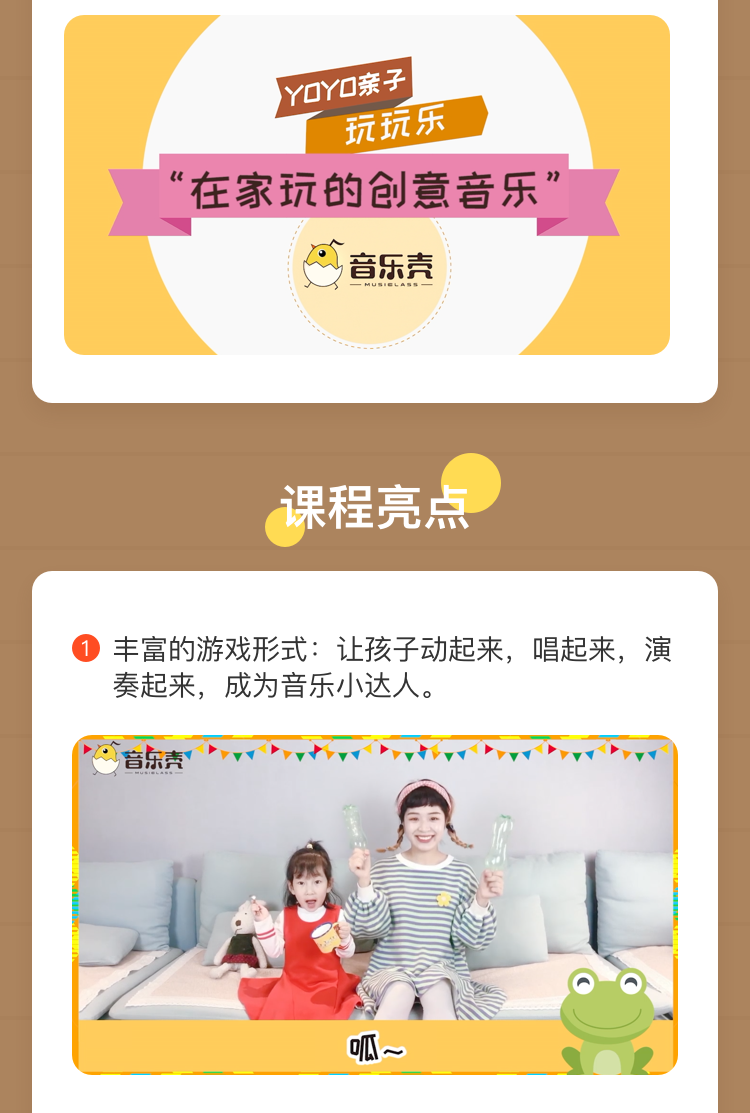 YOYO亲子
玩玩乐
“在家玩的创意音乐”
音乐壳
MUSICLASS
课程亮点
1 丰富的游戏形式：让孩子动起来，唱起来，演
奏起来，成为音乐小达人。
音乐壳
MUSICLASS
呱～